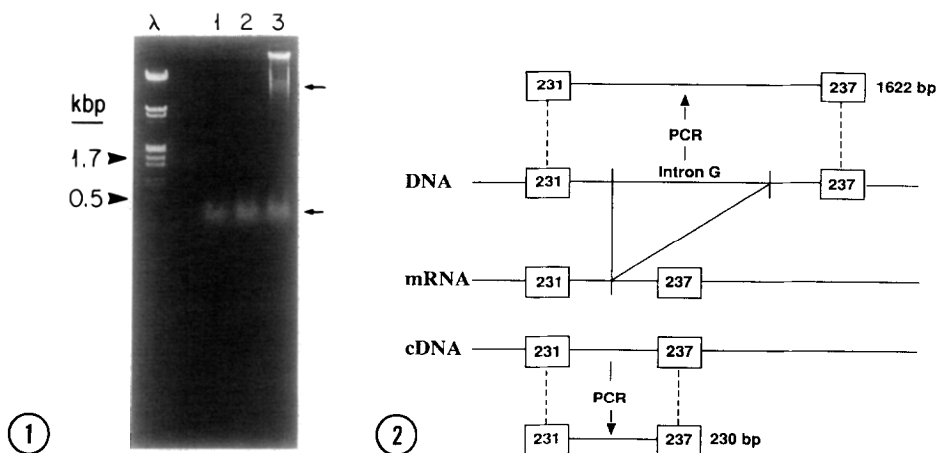 λ 1 2 3
kbp
1.7
0.5
1
231 237 1622 bp
PCR
Intron G
DNA 231 237
mRNA 231 237
cDNA 231 237
PCR
231 237 230 bp
2